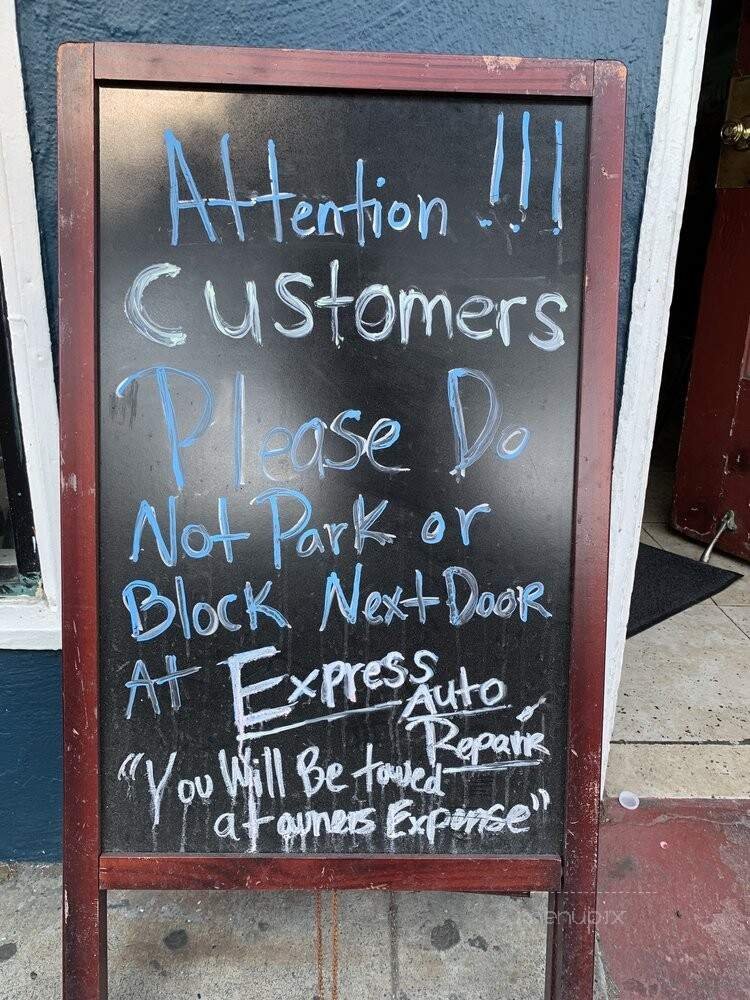 Attention !!!
Customers
Please Do
Not Park or
Block Next Door
At Express
Auto
Repair
"You Will Be towed
at owners Expense"
menupix